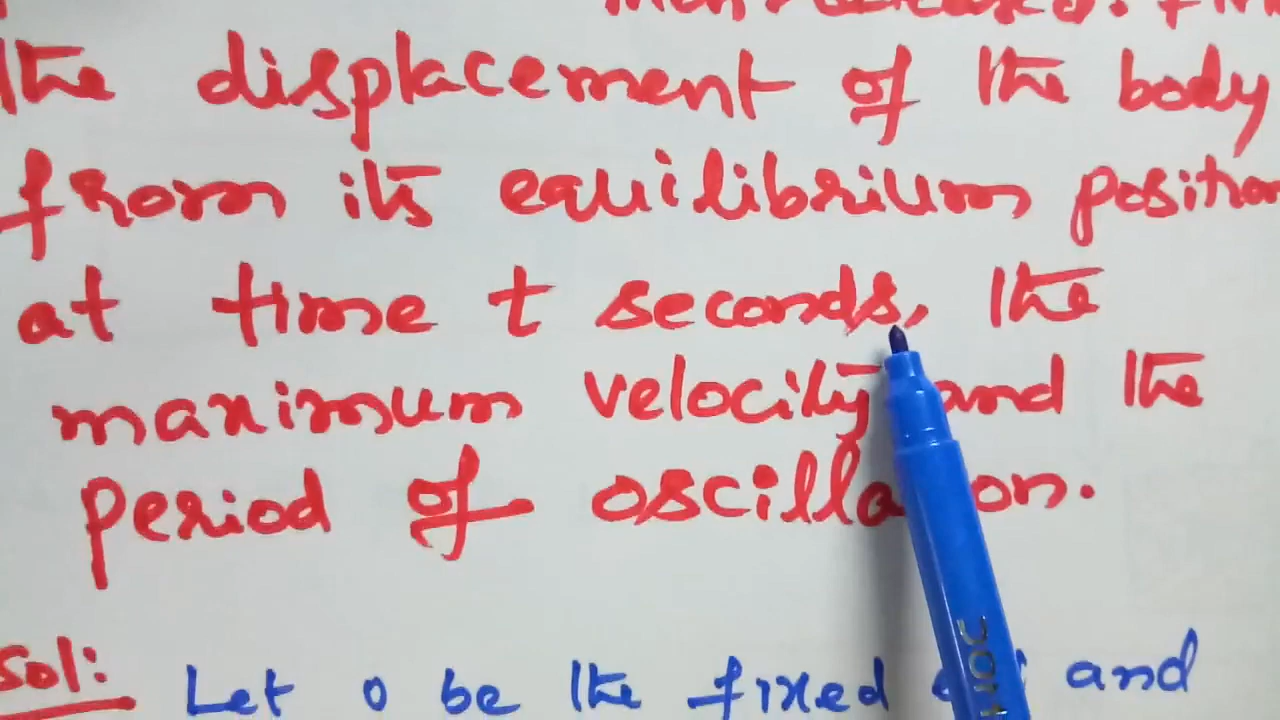 the displacement of the body
from its equilibrium position
at time t seconds, the
maximum velocity and the
period of oscillation.
Sol: Let O be the fixed and